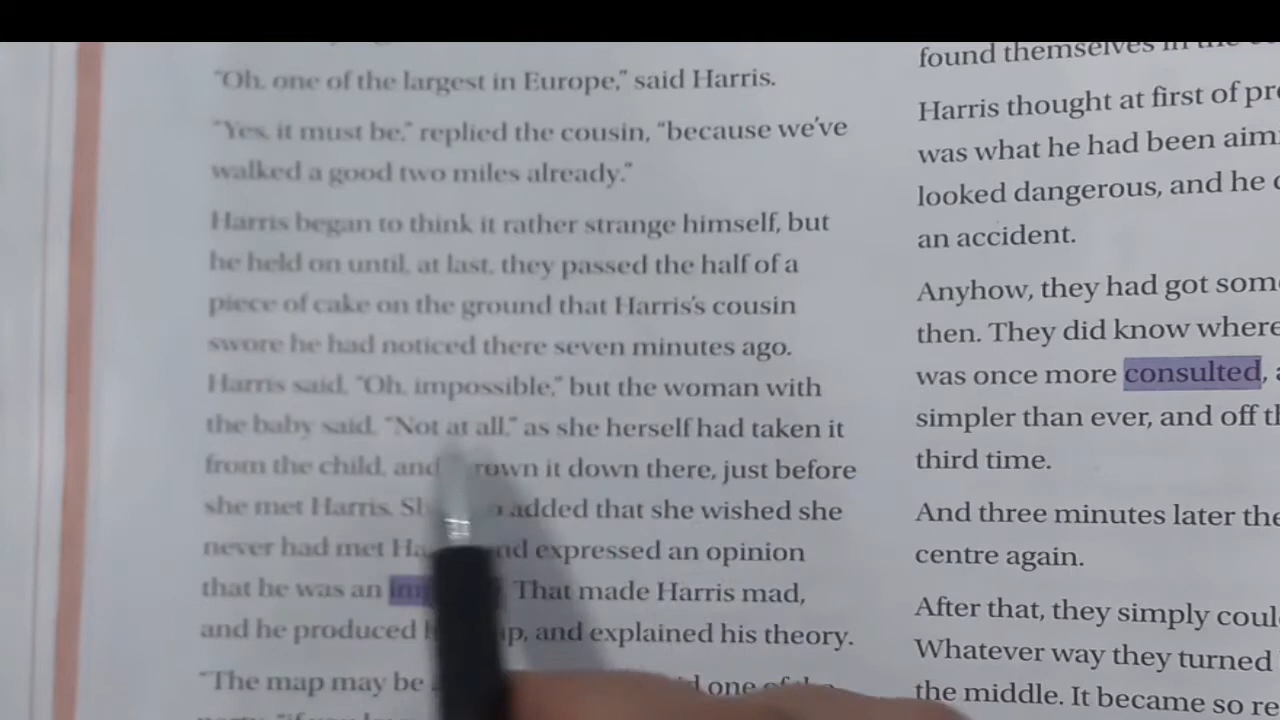 "Oh, one of the largest in Europe," said Harris.
"Yes, it must be," replied the cousin, "because we've
walked a good two miles already."
Harris began to think it rather strange himself, but
he held on until, at last, they passed the half of a
piece of cake on the ground that Harris's cousin
swore he had noticed there seven minutes ago.
Harris said, "Oh, impossible," but the woman with
the baby said, "Not at all," as she herself had taken it
from the child, and rown it down there, just before
she met Harris. Sh added that she wished she
never had met Ha nd expressed an opinion
that he was an That made Harris mad,
and he produced p, and explained his theory.
"The map may be one of the
found themselves in the
Harris thought at first of pre
was what he had been aim
looked dangerous, and he c
an accident.
Anyhow, they had got som
then. They did know where
was once more consulted, a
simpler than ever, and off th
third time.
And three minutes later the
centre again.
After that, they simply coul
Whatever way they turned
the middle. It became so re